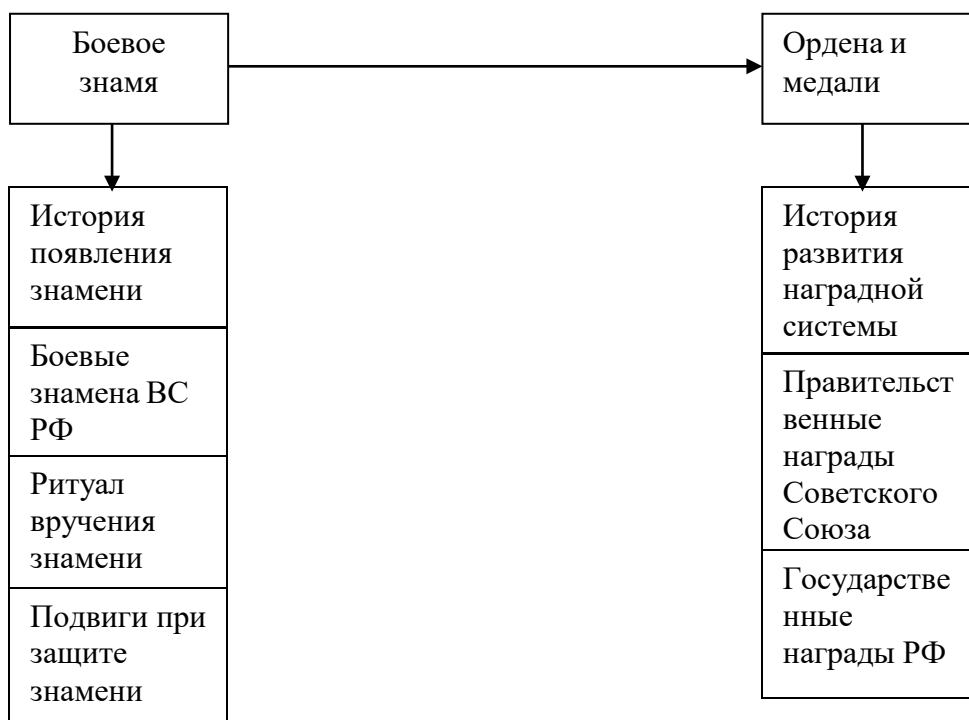 Боевое
знамя
Ордена и
медали
История
появления
знамени
Боевые
знамена ВС
РФ
Ритуал
вручения
знамени
Подвиги при
защите
знамени
История
развития
наградной
системы
Правительст
венные
награды
Советского
Союза
Государстве
нные
награды РФ